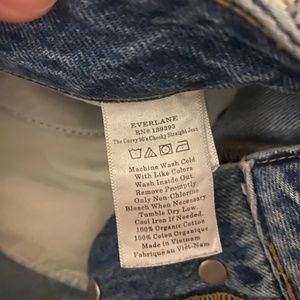 EVERLANE
RN# 139393
The Curvy 90's Cheeky Straight Jean
Machine Wash Cold
With Like Colors
Wash Inside Out.
Remove Promptly
Only Non-Chlorine
Bleach When Necessary.
Tumble Dry Low.
Cool Iron If Needed.
100% Organic Cotton
100% Coton Organic
Made in Vietnam
Fabriqué au Việt-Nam